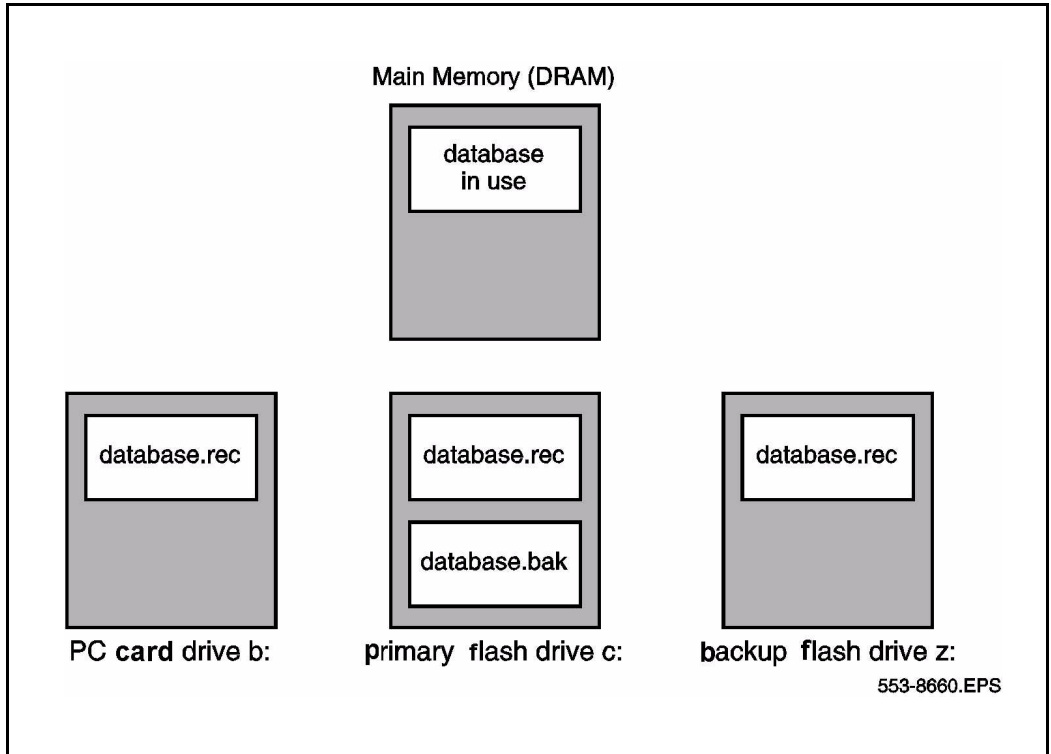 Main Memory (DRAM)
database
in use
database.rec
database.rec
database.rec
database.bak
PC card drive b:
primary flash drive c:
backup flash drive z:
553-8660.EPS